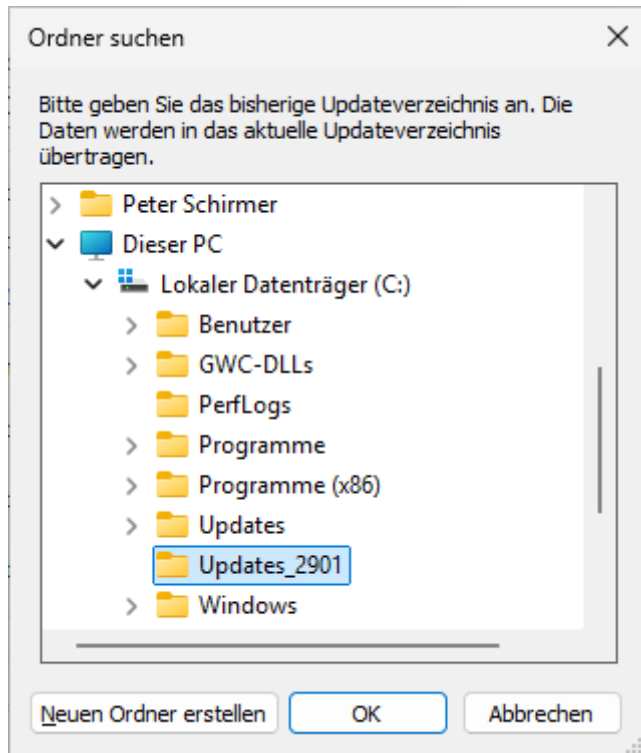 Ordner suchen
Bitte geben Sie das bisherige Updateverzeichnis an. Die
Daten werden in das aktuelle Updateverzeichnis
übertragen.
Peter Schirmer
Dieser PC
Lokaler Datenträger (C:)
Benutzer
GWC-DLLs
PerfLogs
Programme
Programme (x86)
Updates
Updates_2901
Windows
Neuen Ordner erstellen OK Abbrechen